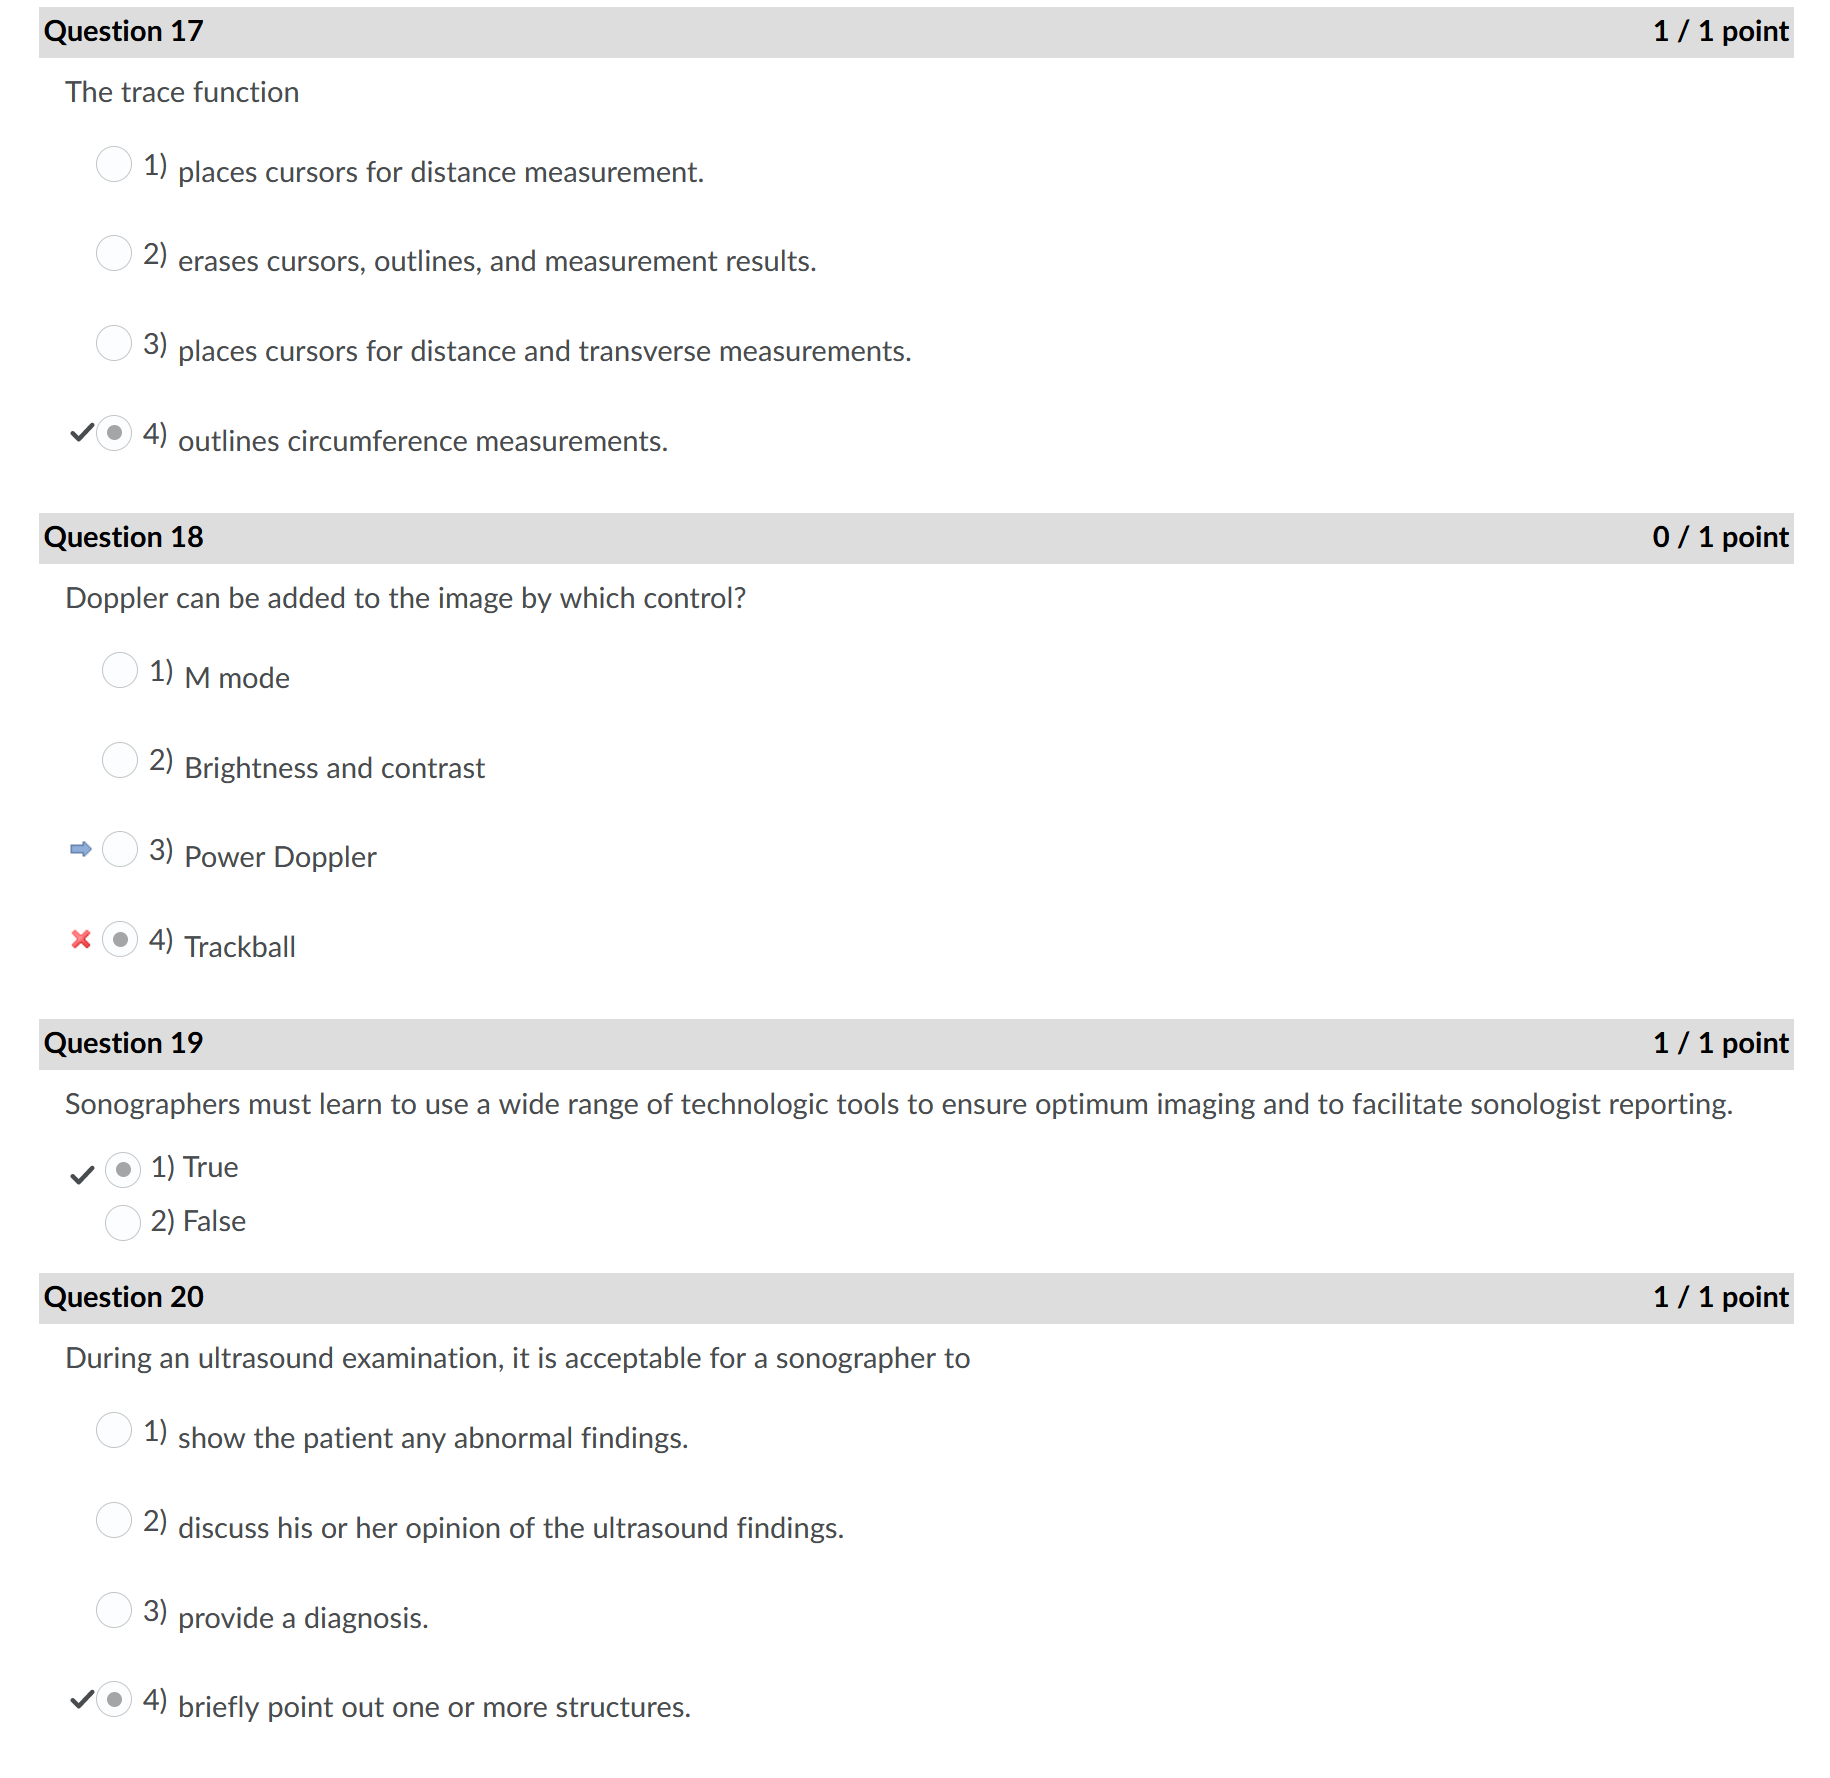 Question 17 1 / 1 point
The trace function
1) places cursors for distance measurement.
2) erases cursors, outlines, and measurement results.
3) places cursors for distance and transverse measurements.
4) outlines circumference measurements.
Question 18 0 / 1 point
Doppler can be added to the image by which control?
1) M mode
2) Brightness and contrast
3) Power Doppler
4) Trackball
Question 19 1 / 1 point
Sonographers must learn to use a wide range of technologic tools to ensure optimum imaging and to facilitate sonologist reporting.
1) True
2) False
Question 20 1 / 1 point
During an ultrasound examination, it is acceptable for a sonographer to
1) show the patient any abnormal findings.
2) discuss his or her opinion of the ultrasound findings.
3) provide a diagnosis.
4) briefly point out one or more structures.